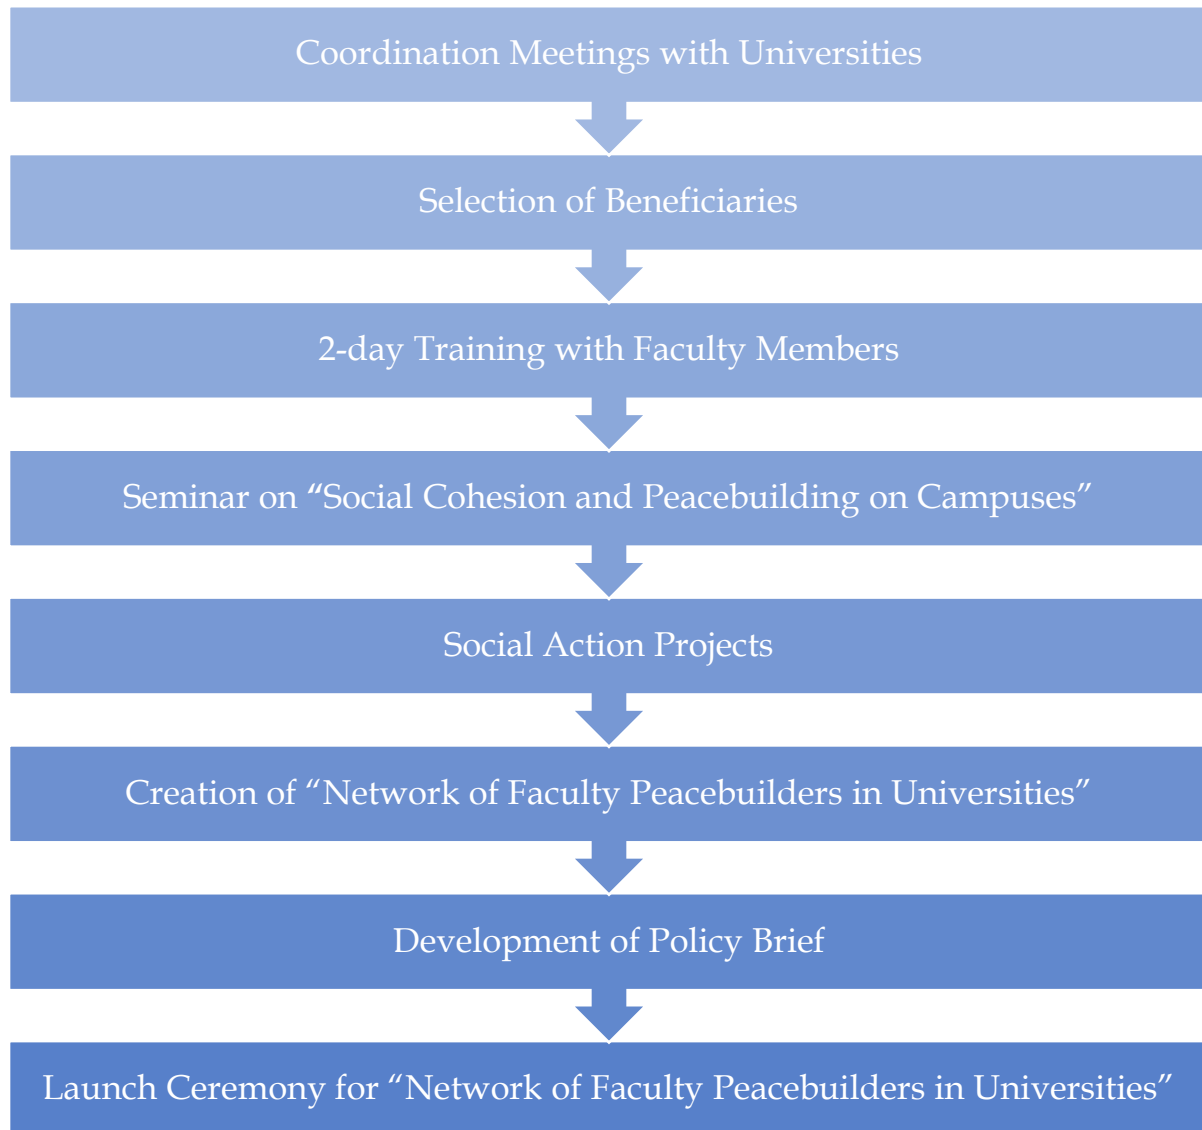 Coordination Meetings with Universities
Selection of Beneficiaries
2-day Training with Faculty Members
Seminar on “Social Cohesion and Peacebuilding on Campuses”
Social Action Projects
Creation of “Network of Faculty Peacebuilders in Universities”
Development of Policy Brief
Launch Ceremony for “Network of Faculty Peacebuilders in Universities”